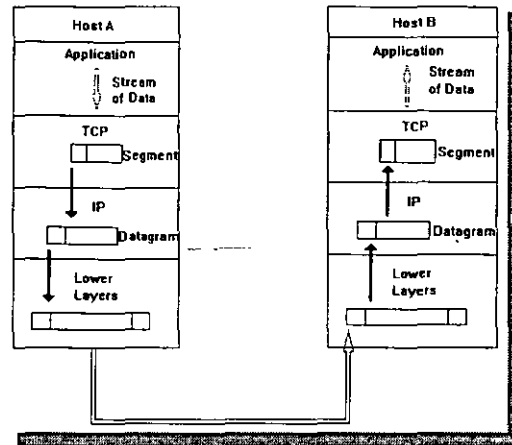 Host A
Application
Stream
of Data
TCP
Segment
IP
Datagram
Lower
Layers
Host B
Application
Stream
of Data
TCP
Segment
IP
Datagram
Lower
Layers